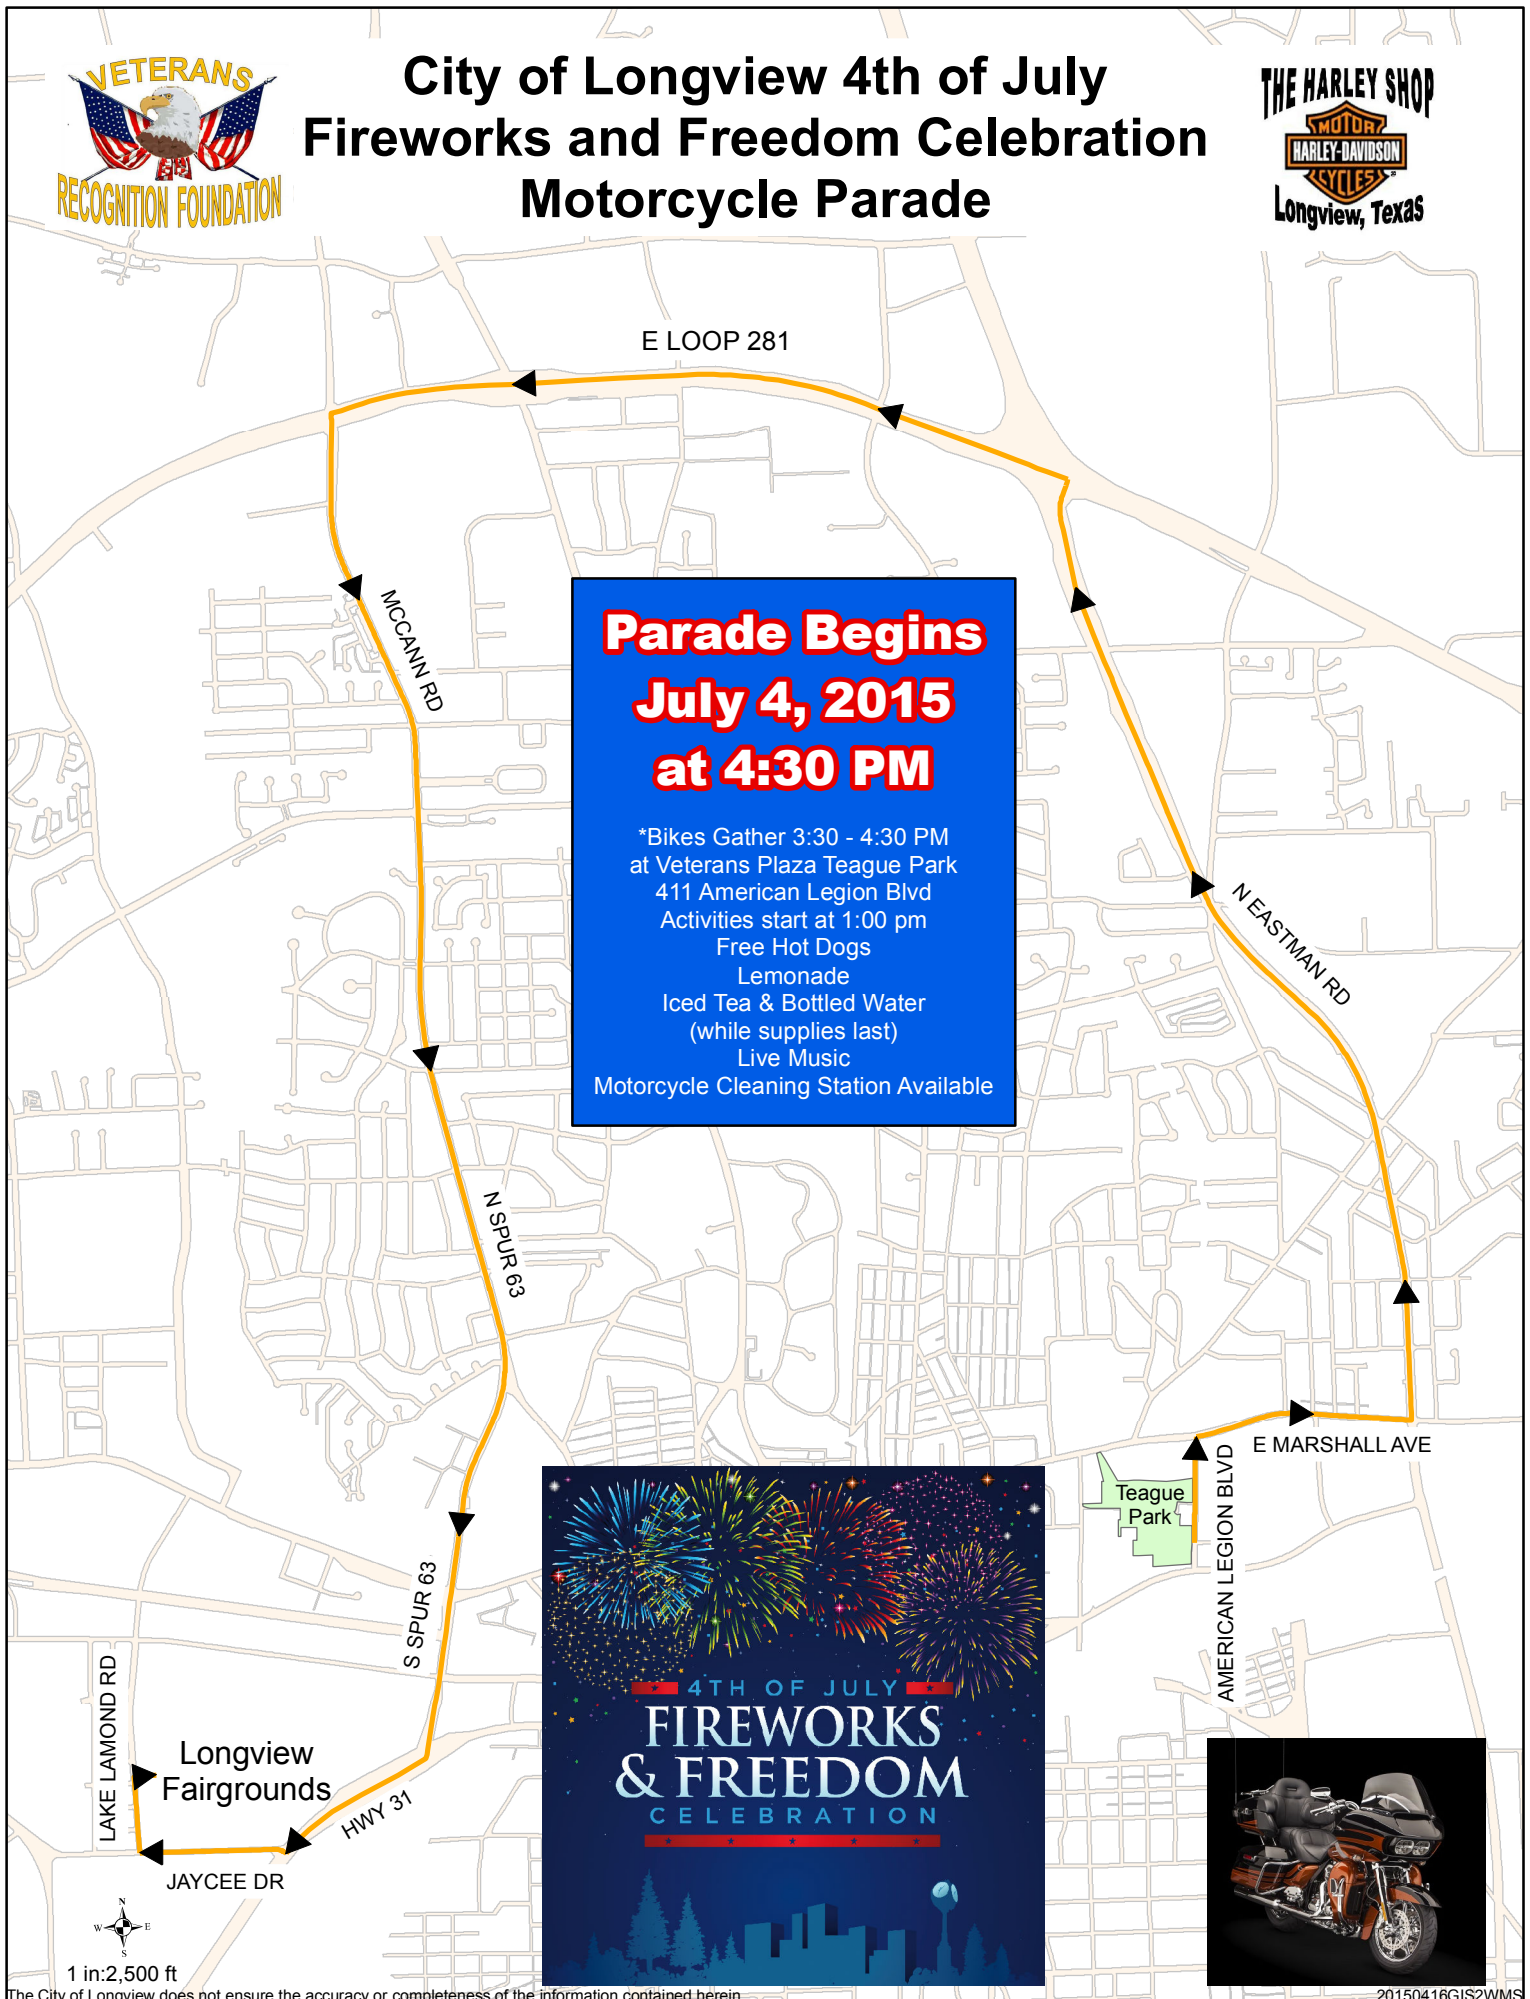 VETERANS
RECOGNITION FOUNDATION
City of Longview 4th of July
Fireworks and Freedom Celebration
Motorcycle Parade
THE HARLEY SHOP
MOTOR
HARLEY-DAVIDSON
CYCLES
Longview, Texas
E LOOP 281
MCCANN RD
Parade Begins
July 4, 2015
at 4:30 PM
*Bikes Gather 3:30 - 4:30 PM
at Veterans Plaza Teague Park
411 American Legion Blvd
Activities start at 1:00 pm
Free Hot Dogs
Lemonade
Iced Tea & Bottled Water
(while supplies last)
Live Music
Motorcycle Cleaning Station Available
N EASTMAN RD
N SPUR 63
E MARSHALL AVE
Teague
Park
AMERICAN LEGION BLVD
S SPUR 63
LAKE LAMOND RD
Longview
Fairgrounds
HWY 31
JAYCEE DR
4TH OF JULY
FIREWORKS
& FREEDOM
CELEBRATION
N
W E
S
1 in:2,500 ft
The City of Longview does not ensure the accuracy or completeness of the information contained herein
20150416GIS2WMS